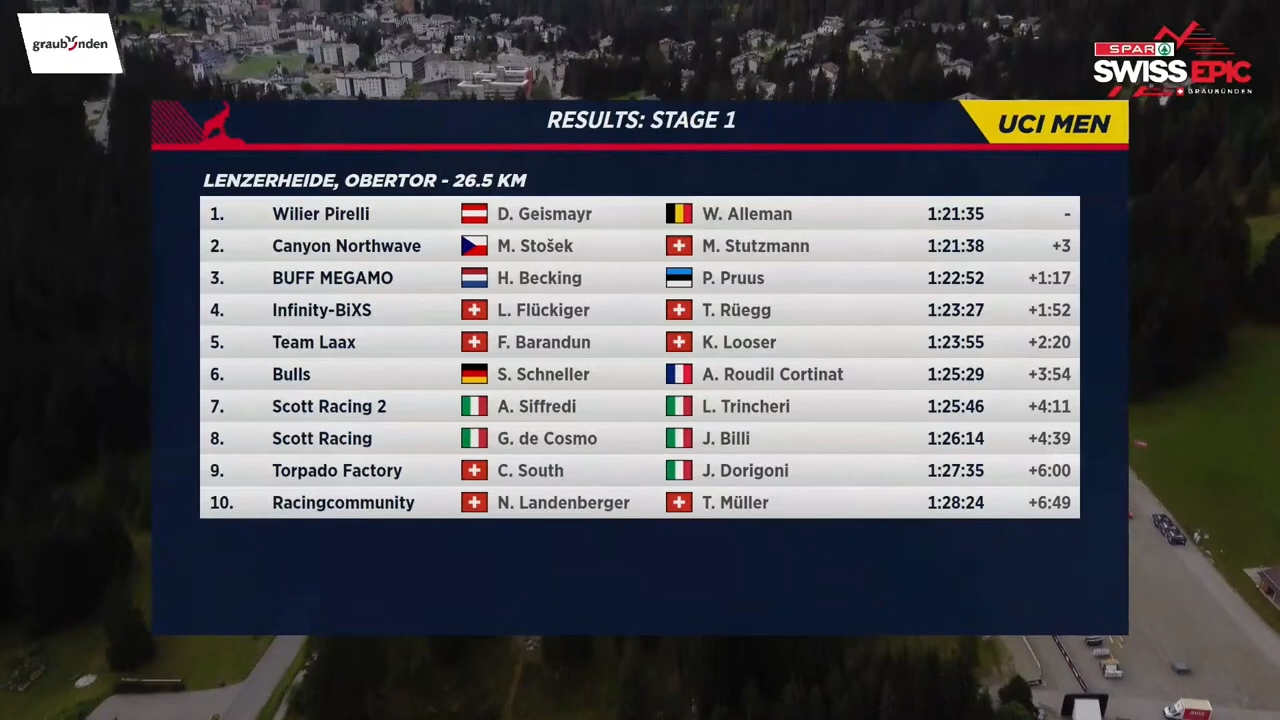 graubünden
SPAR
SWISS EPIC
GRAUBÜNDEN
RESULTS: STAGE 1
UCI MEN
LENZERHEIDE, OBERTOR - 26.5 KM
1. Wilier Pirelli D. Geismayr W. Alleman 1:21:35 -
2. Canyon Northwave M. Stošek M. Stutzmann 1:21:38 +3
3. BUFF MEGAMO H. Becking P. Pruus 1:22:52 +1:17
4. Infinity-BiXS L. Flückiger T. Rüegg 1:23:27 +1:52
5. Team Laax F. Barandun K. Looser 1:23:55 +2:20
6. Bulls S. Schneller A. Roudil Cortinat 1:25:29 +3:54
7. Scott Racing 2 A. Siffredi L. Trincheri 1:25:46 +4:11
8. Scott Racing G. de Cosmo J. Billi 1:26:14 +4:39
9. Torpado Factory C. South J. Dorigoni 1:27:35 +6:00
10. Racingcommunity N. Landenberger T. Müller 1:28:24 +6:49